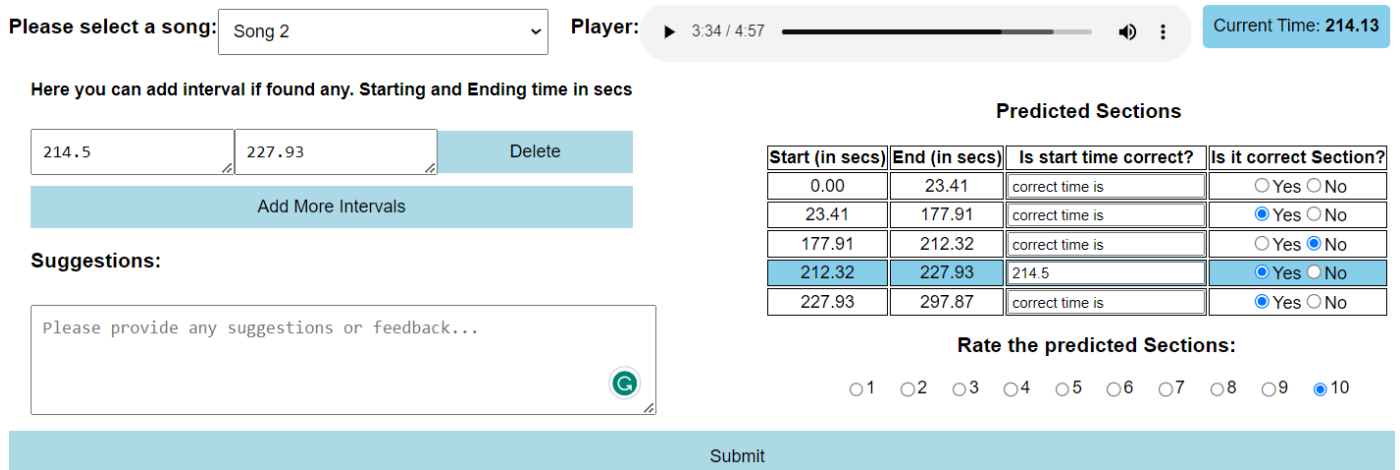 Please select a song: Song 2 Player: 3:34 / 4:57 Current Time: 214.13
Here you can add interval if found any. Starting and Ending time in secs
214.5 227.93 Delete
Add More Intervals
Suggestions:
Please provide any suggestions or feedback...
Predicted Sections
Start (in secs) End (in secs) Is start time correct? Is it correct Section?
0.00 23.41 correct time is Yes No
23.41 177.91 correct time is Yes No
177.91 212.32 correct time is Yes No
212.32 227.93 214.5 Yes No
227.93 297.87 correct time is Yes No
Rate the predicted Sections:
1 2 3 4 5 6 7 8 9 10
Submit